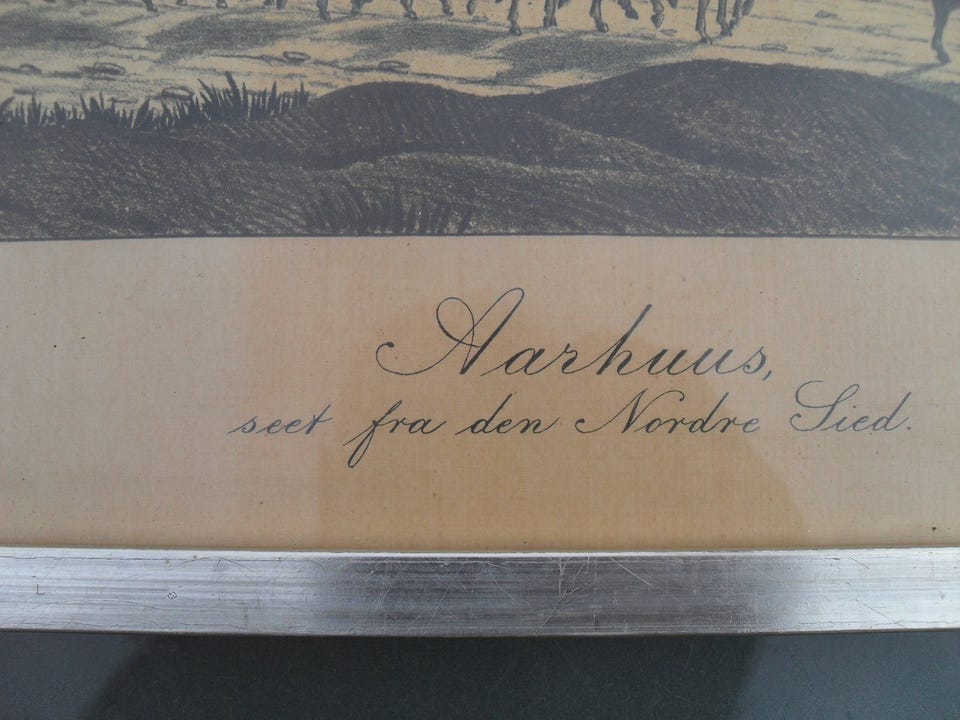 Aarhuus,
seet fra den Nordre Sied.